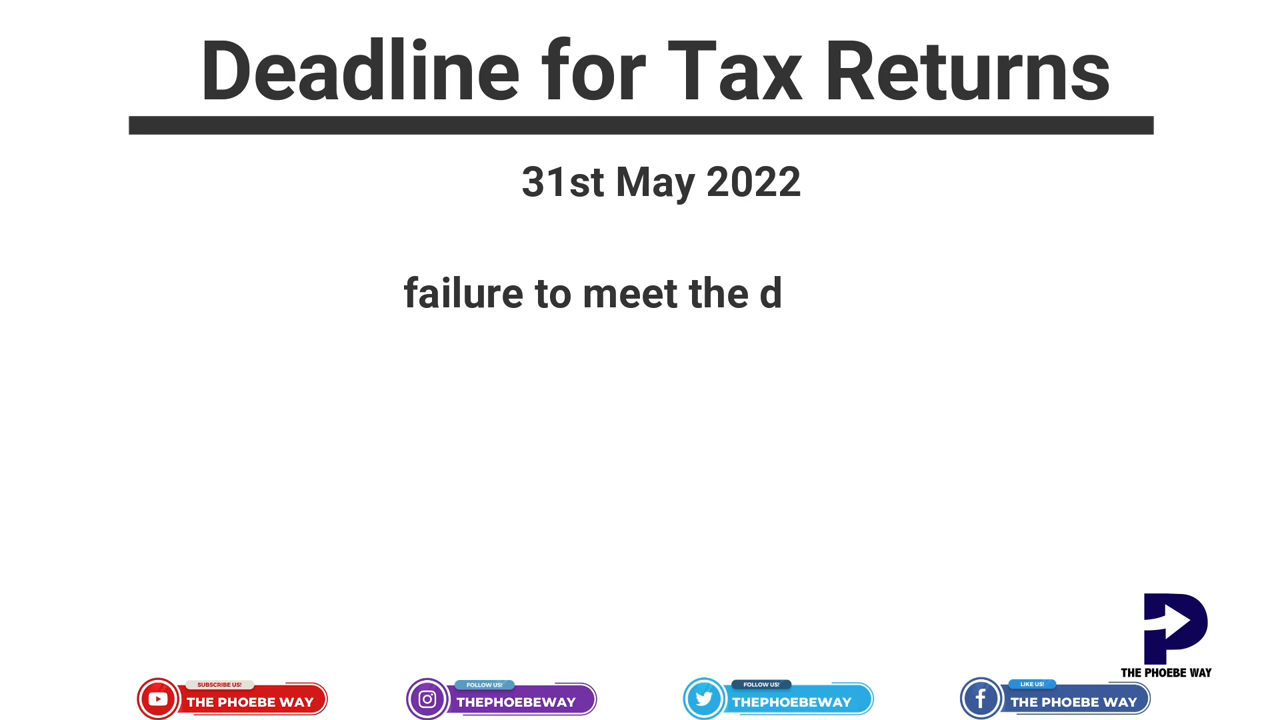 Deadline for Tax Returns
31st May 2022
failure to meet the d
THE PHOEBE WAY
SUBSCRIBE US!
THE PHOEBE WAY
FOLLOW US!
THEPHOEBEWAY
FOLLOW US!
THEPHOEBEWAY
LIKE US!
THE PHOEBE WAY